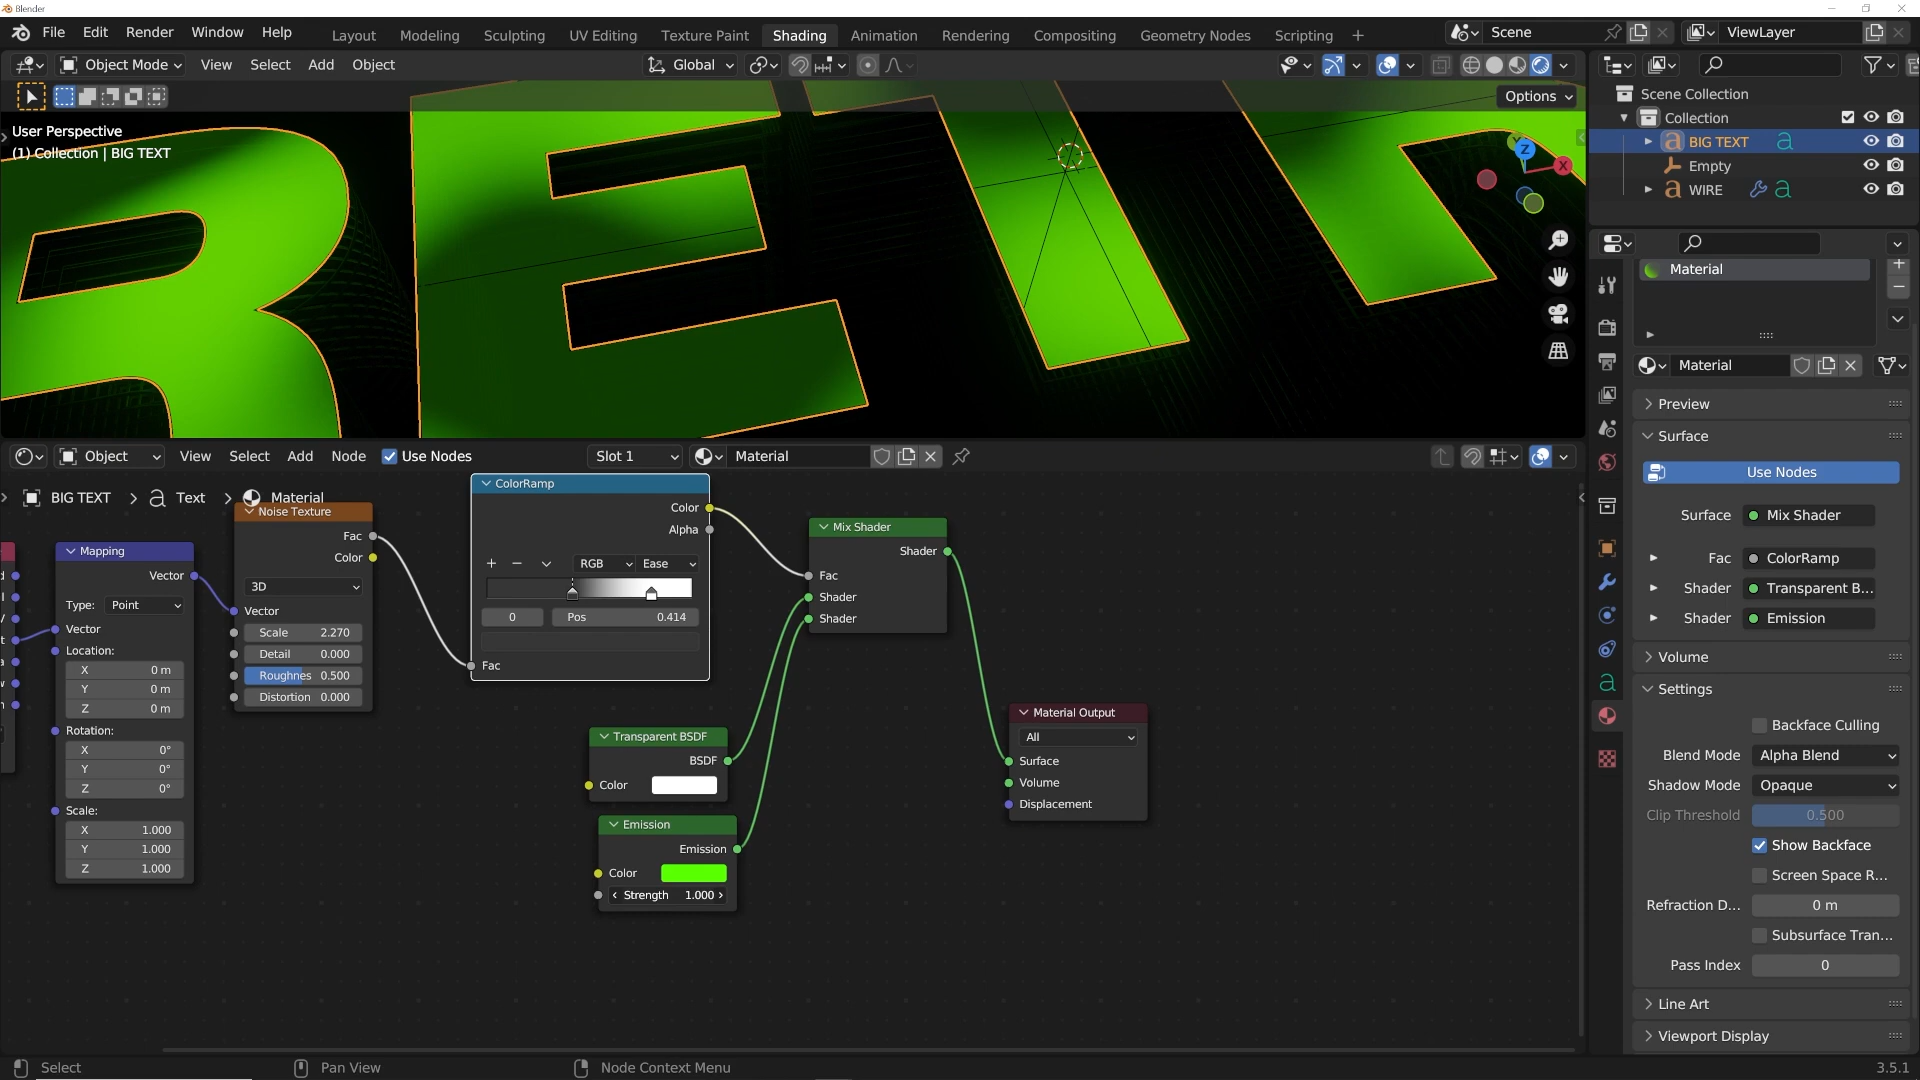 Blender
File Edit Render Window Help Layout Modeling Sculpting UV Editing Texture Paint Shading Animation Rendering Compositing Geometry Nodes Scripting + Scene ViewLayer
Object Mode View Select Add Object Global
Options
User Perspective
(1) Collection | BIG TEXT
Z
X
Scene Collection
Collection
BIG TEXT
Empty
WIRE
Material
Material
Preview
Surface
Use Nodes
Surface Mix Shader
Fac ColorRamp
Shader Transparent B...
Shader Emission
Volume
Settings
Backface Culling
Blend Mode Alpha Blend
Shadow Mode Opaque
Clip Threshold 0.500
Show Backface
Screen Space R...
Refraction D... 0 m
Subsurface Tran...
Pass Index 0
Line Art
Viewport Display
Object View Select Add Node Use Nodes Slot 1 Material
BIG TEXT > Text > Material
Mapping
Vector
Type: Point
Vector
Location:
X 0 m
Y 0 m
Z 0 m
Rotation:
X 0°
Y 0°
Z 0°
Scale:
X 1.000
Y 1.000
Z 1.000
Noise Texture
Fac
Color
3D
Vector
Scale 2.270
Detail 0.000
Roughnes 0.500
Distortion 0.000
ColorRamp
Color
Alpha
+ − RGB Ease
0 Pos 0.414
Fac
Mix Shader
Shader
Fac
Shader
Shader
Transparent BSDF
BSDF
Color
Emission
Emission
Color
Strength 1.000
Material Output
All
Surface
Volume
Displacement
Select Pan View Node Context Menu 3.5.1